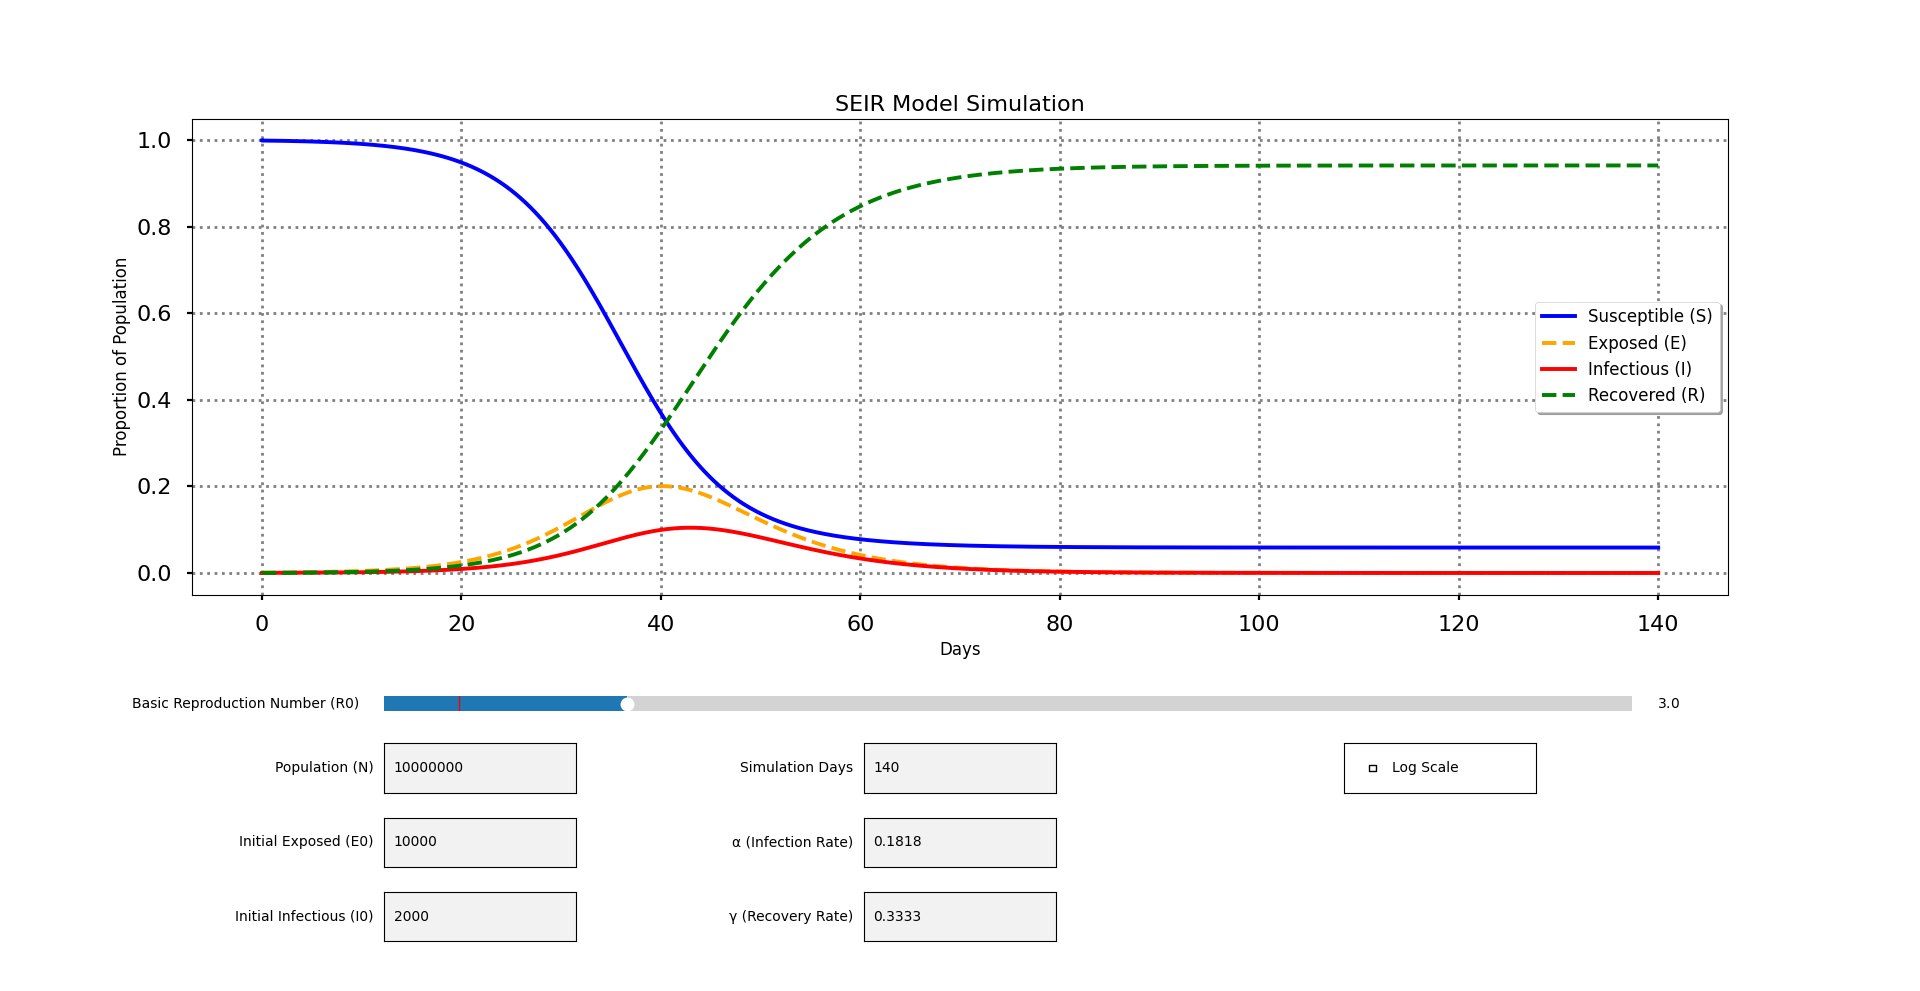 SEIR Model Simulation
1.0
0.8
0.6
0.4
0.2
0.0
Proportion of Population
Susceptible (S)
Exposed (E)
Infectious (I)
Recovered (R)
0 20 40 60 80 100 120 140
Days
Basic Reproduction Number (R0) 3.0
Population (N) 10000000 Simulation Days 140 Log Scale
Initial Exposed (E0) 10000 α (Infection Rate) 0.1818
Initial Infectious (I0) 2000 γ (Recovery Rate) 0.3333